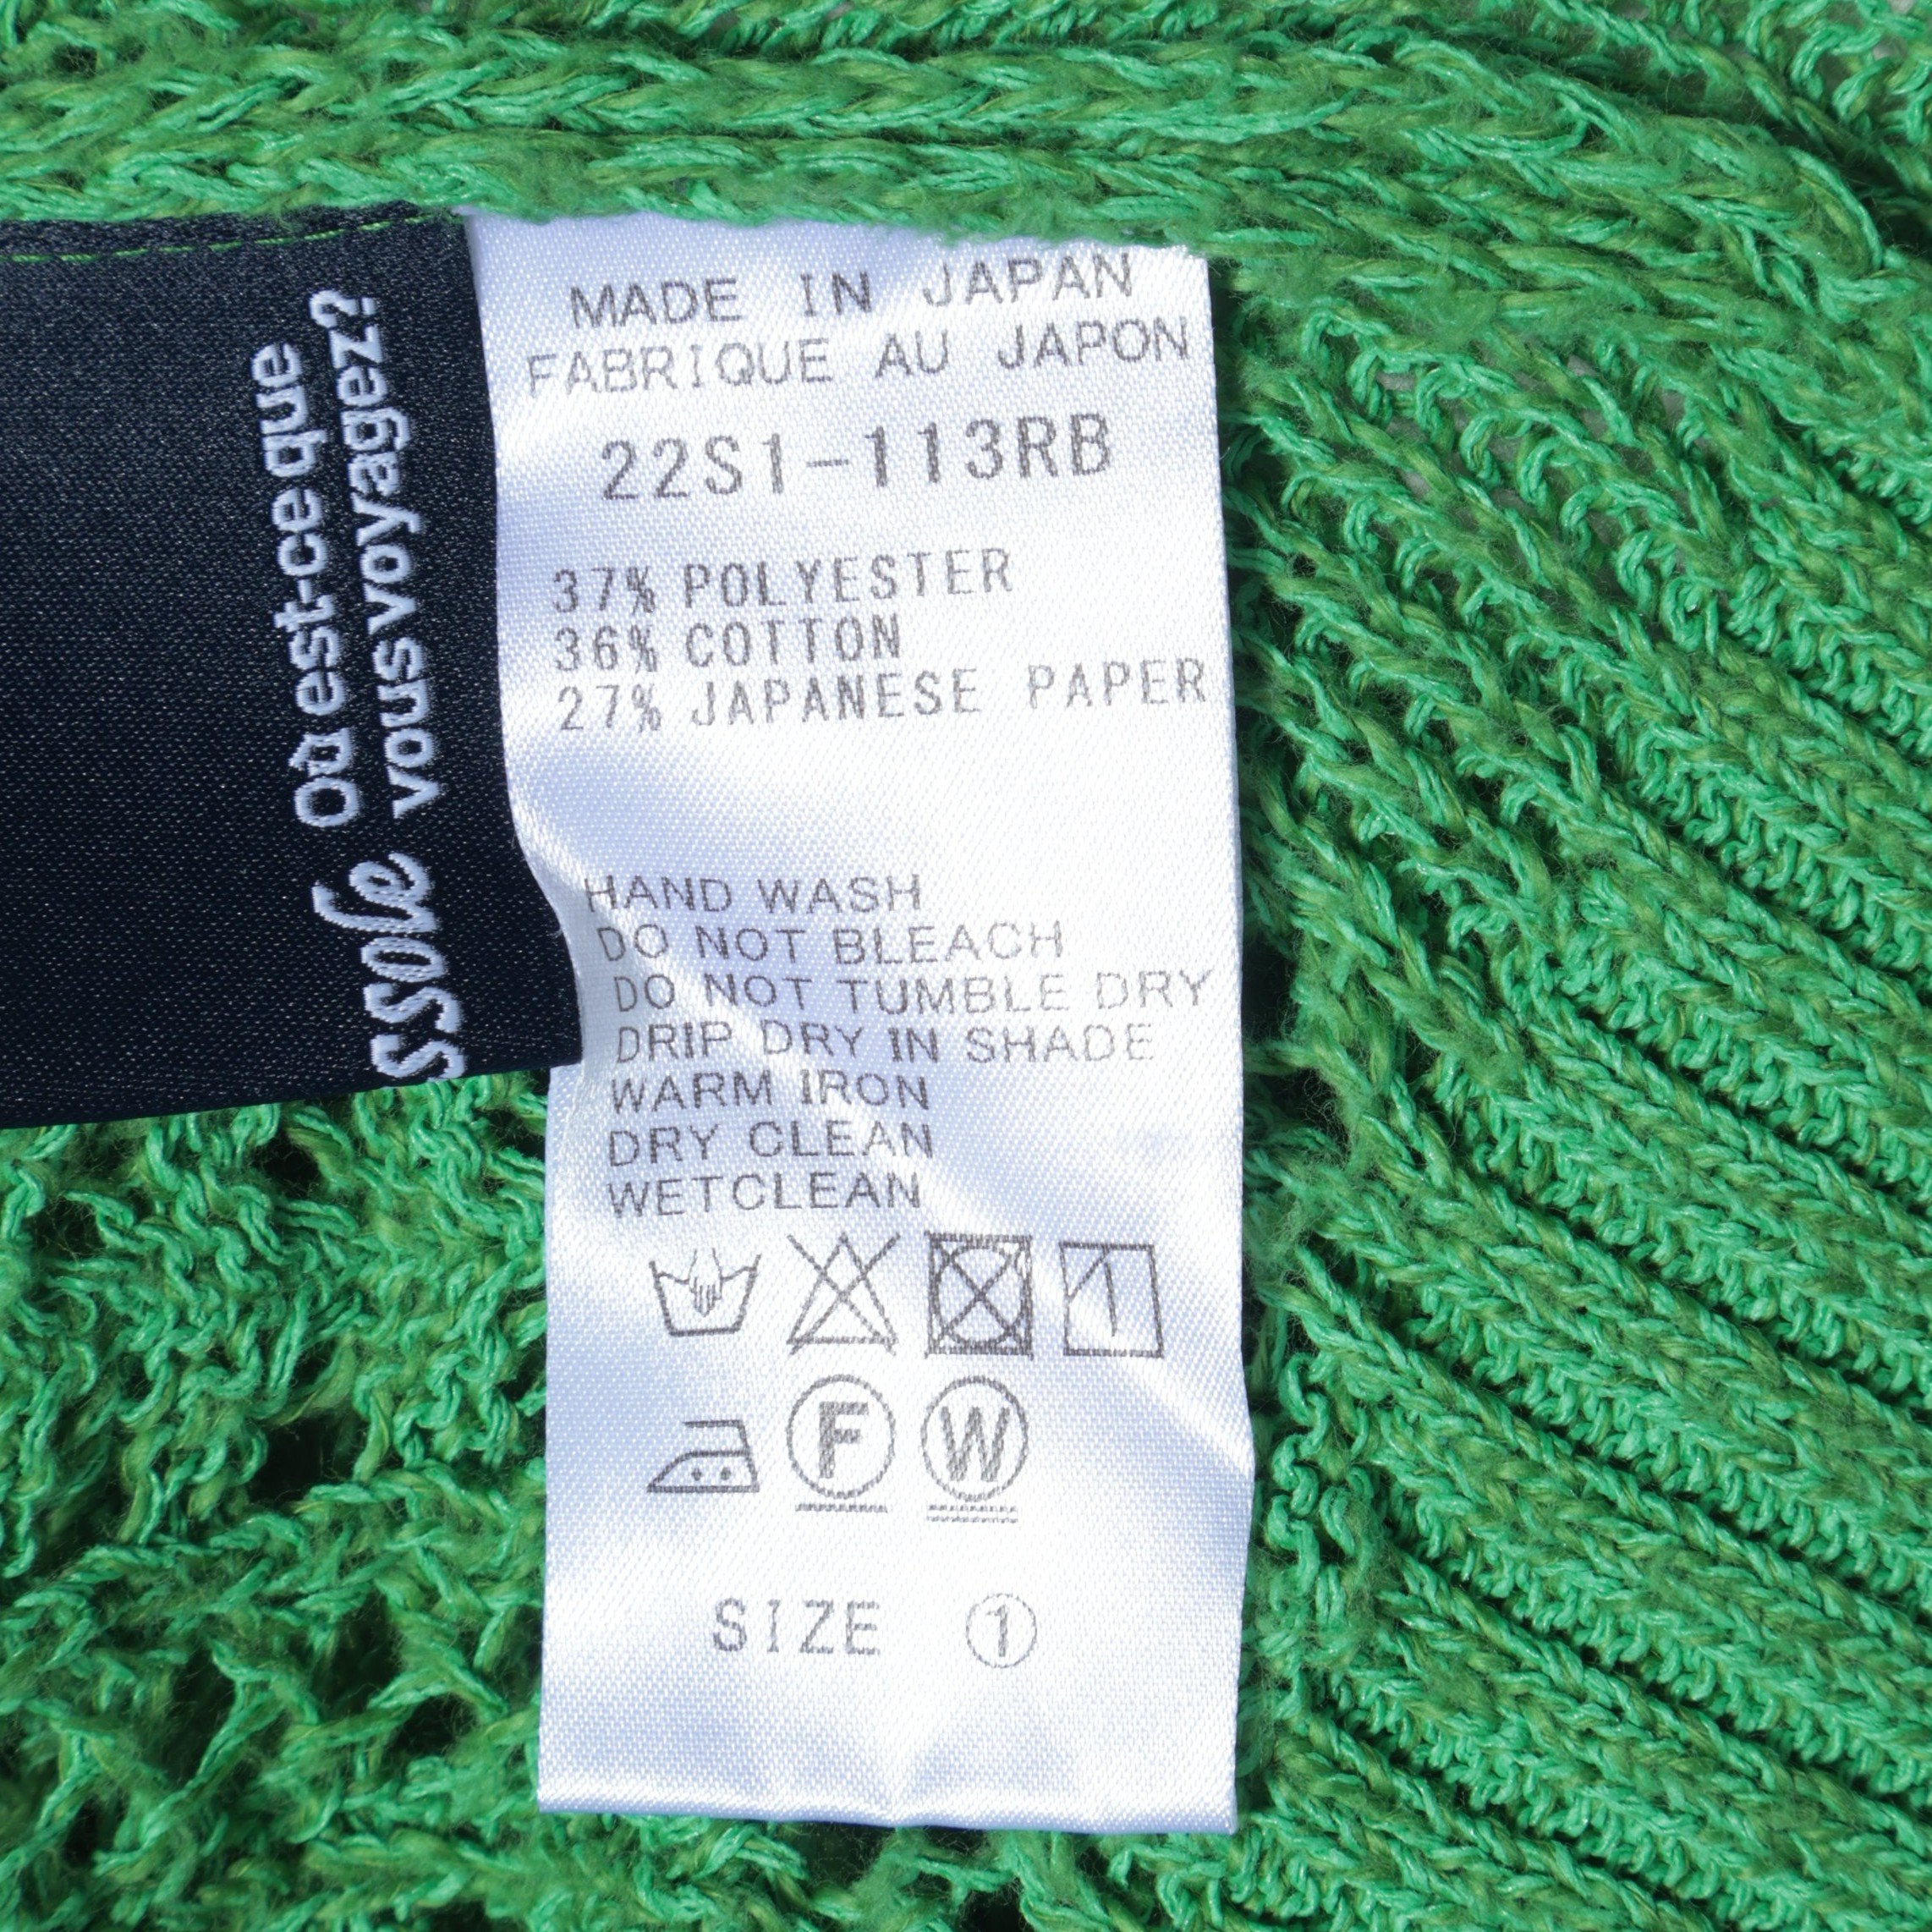 Où est-ce que
vous voyagez?
ssole
MADE IN JAPAN
FABRIQUE AU JAPON
22S1-113RB
37% POLYESTER
36% COTTON
27% JAPANESE PAPER
HAND WASH
DO NOT BLEACH
DO NOT TUMBLE DRY
DRIP DRY IN SHADE
WARM IRON
DRY CLEAN
WETCLEAN
F W
SIZE ①